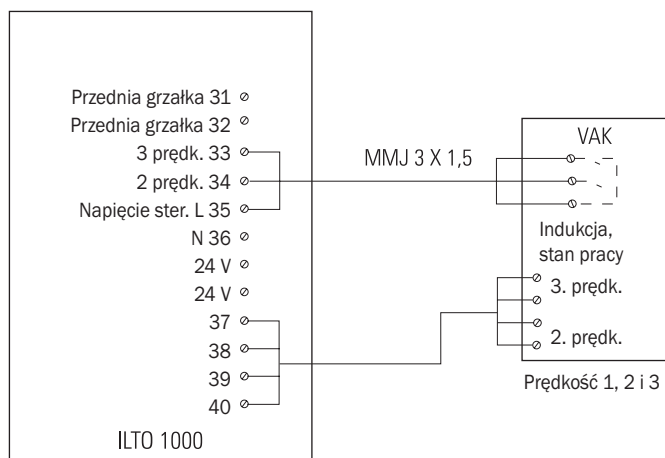 Przednia grzałka 31
Przednia grzałka 32
3 prędk. 33
2 prędk. 34
Napięcie ster. L 35
N 36
24 V
24 V
37
38
39
40
ILTO 1000
MMJ 3 X 1,5
VAK
Indukcja,
stan pracy
3. prędk.
2. prędk.
Prędkość 1, 2 i 3